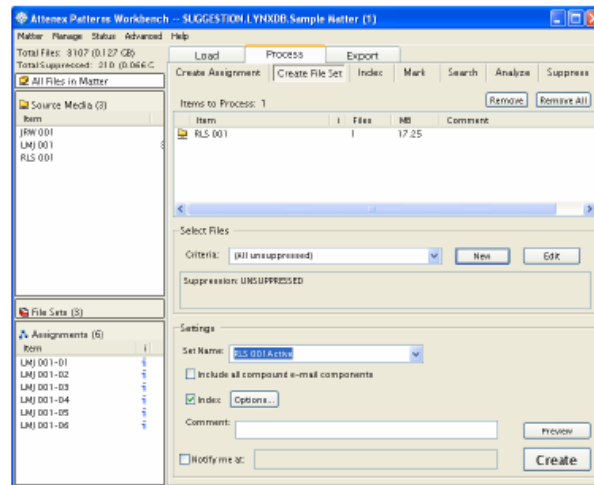 Attenex Patterns Workbench -- SUGGESTION.LYNXDB.Sample Matter (1)
Matter Manage Status Advanced Help
Total Files: 3107 (0.127 GB)
Total Suppressed: 210 (0.066 G
All Files in Matter
Load Process Export
Create Assignment Create File Set Index Mark Search Analyze Suppress
Source Media (3)
Item
JRW 001
LMJ 001
RLS 001
Items to Process: 1
Remove Remove All
Item i Files MB Comment
RLS 001 1 17.25
Select Files
Criteria: (All unsuppressed) New Edit
Suppression: UNSUPPRESSED
File Sets (3)
Assignments (6)
Item i
LMJ 001-01 i
LMJ 001-02 i
LMJ 001-03 i
LMJ 001-04 i
LMJ 001-05 i
LMJ 001-06 i
Settings
Set Name: RLS 001 Active
Include all compound e-mail components
Index Options...
Comment:
Preview
Notify me at:
Create